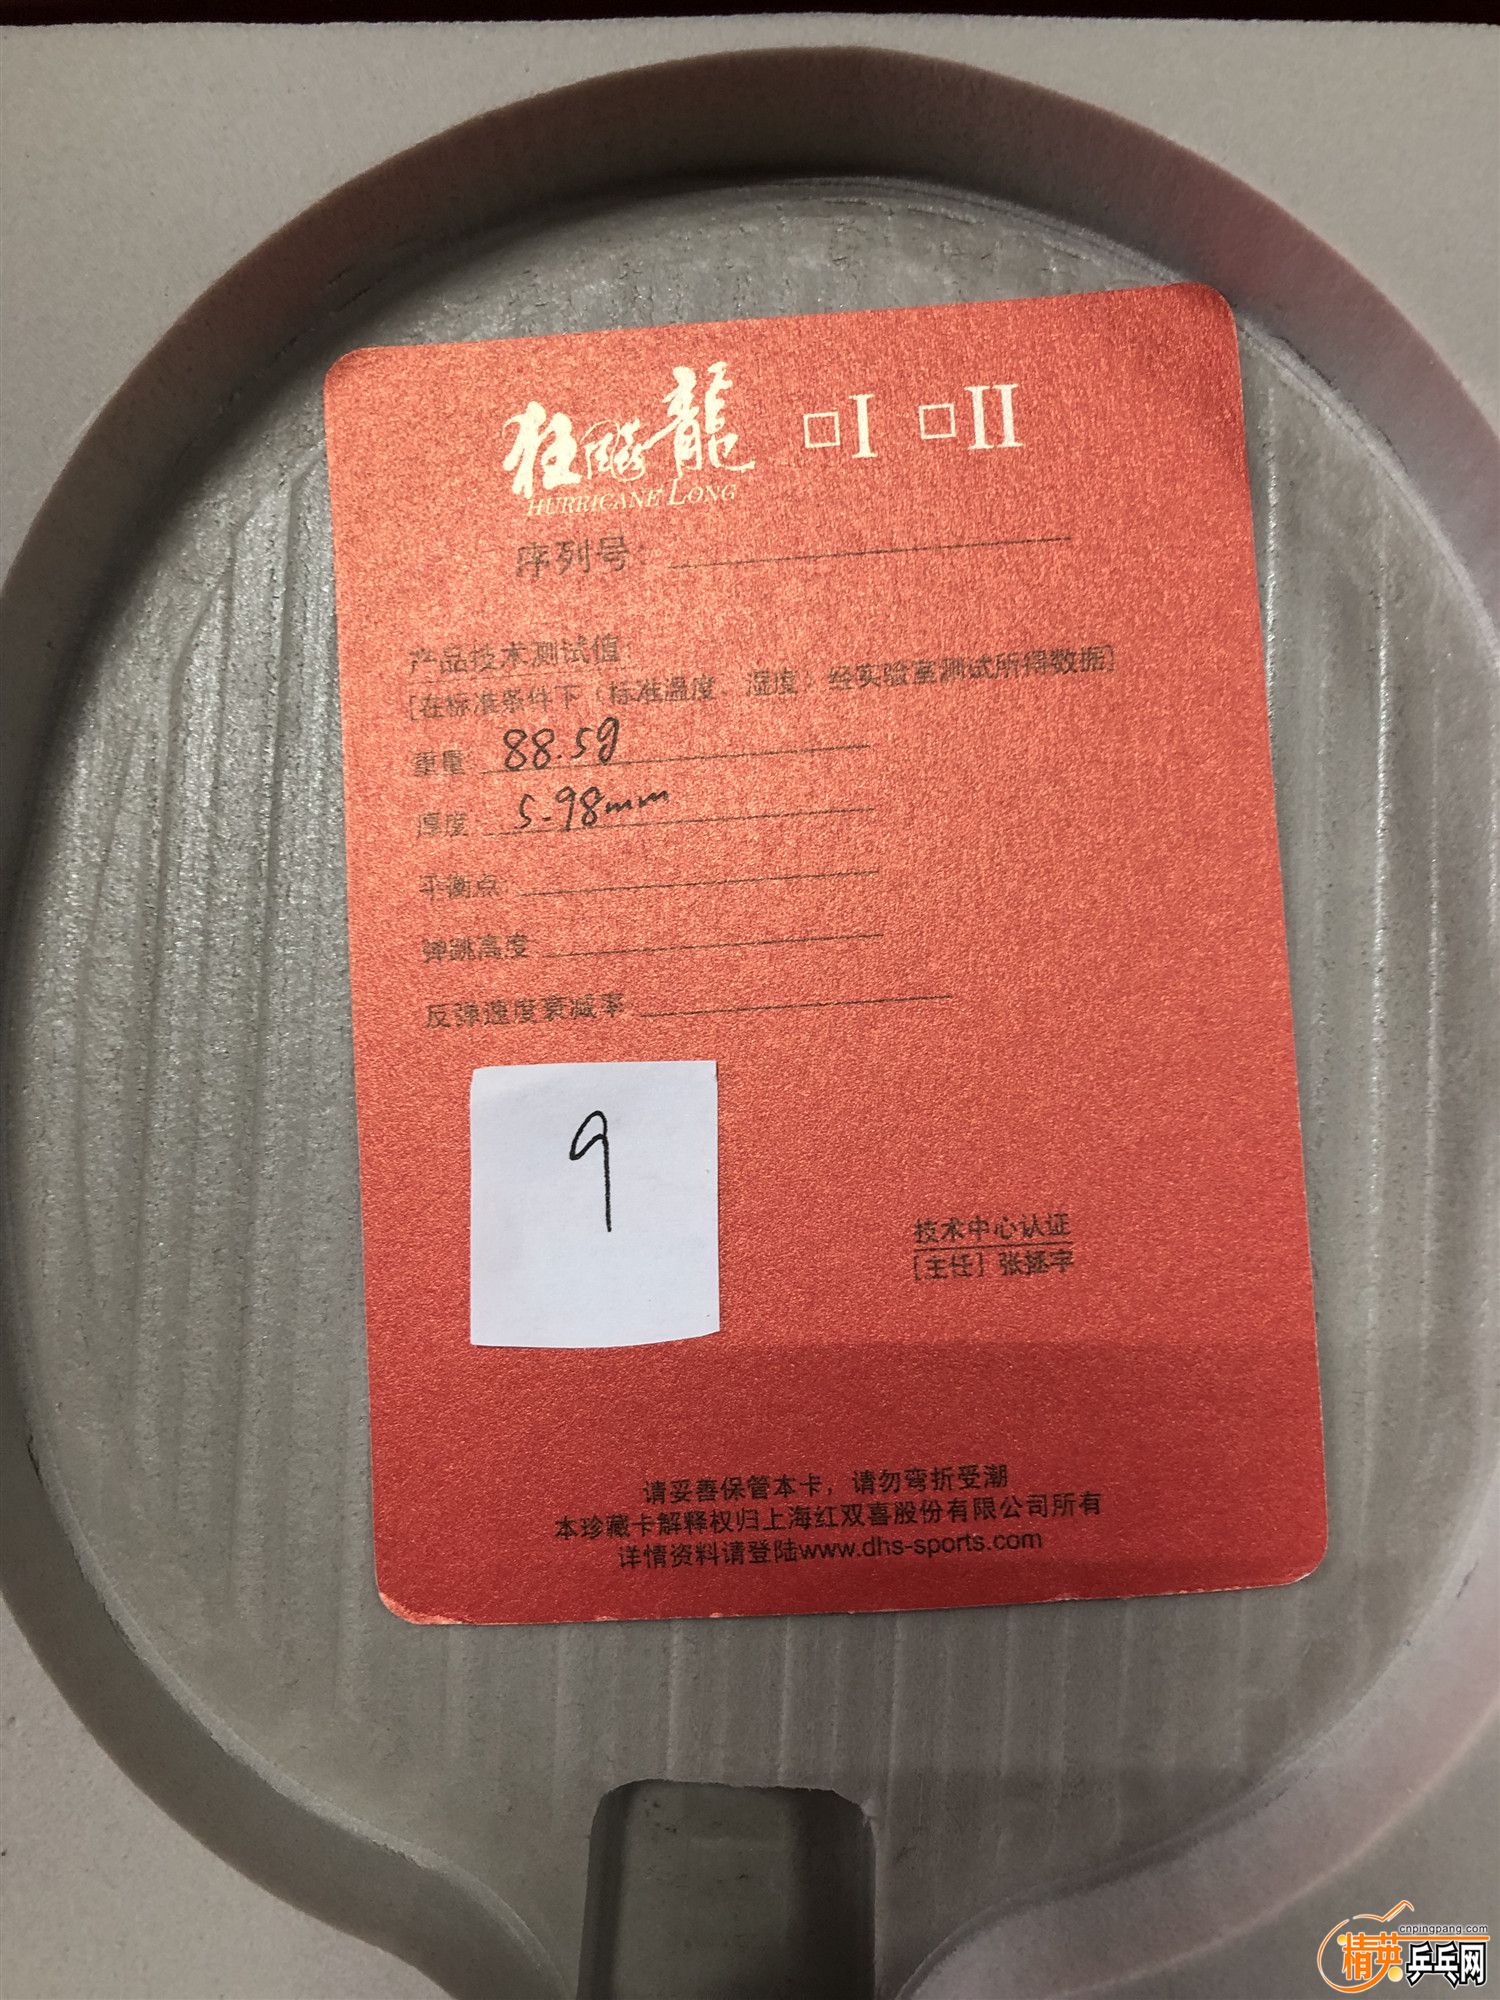 狂飚龍 □I □II
HURRICANE LONG
序列号：
产品技术测试值：
[在标准条件下（标准温度、湿度）经实验室测试所得数据]
重量：88.5g
厚度：5.98mm
平衡点：
弹跳高度：
反弹速度衰减率：
9
技术中心认证
[主任] 张拯宇
请妥善保管本卡，请勿弯折受潮
本珍藏卡解释权归上海红双喜股份有限公司所有
详情资料请登陆www.dhs-sports.com
cnpingpang.com
精英乒乓网